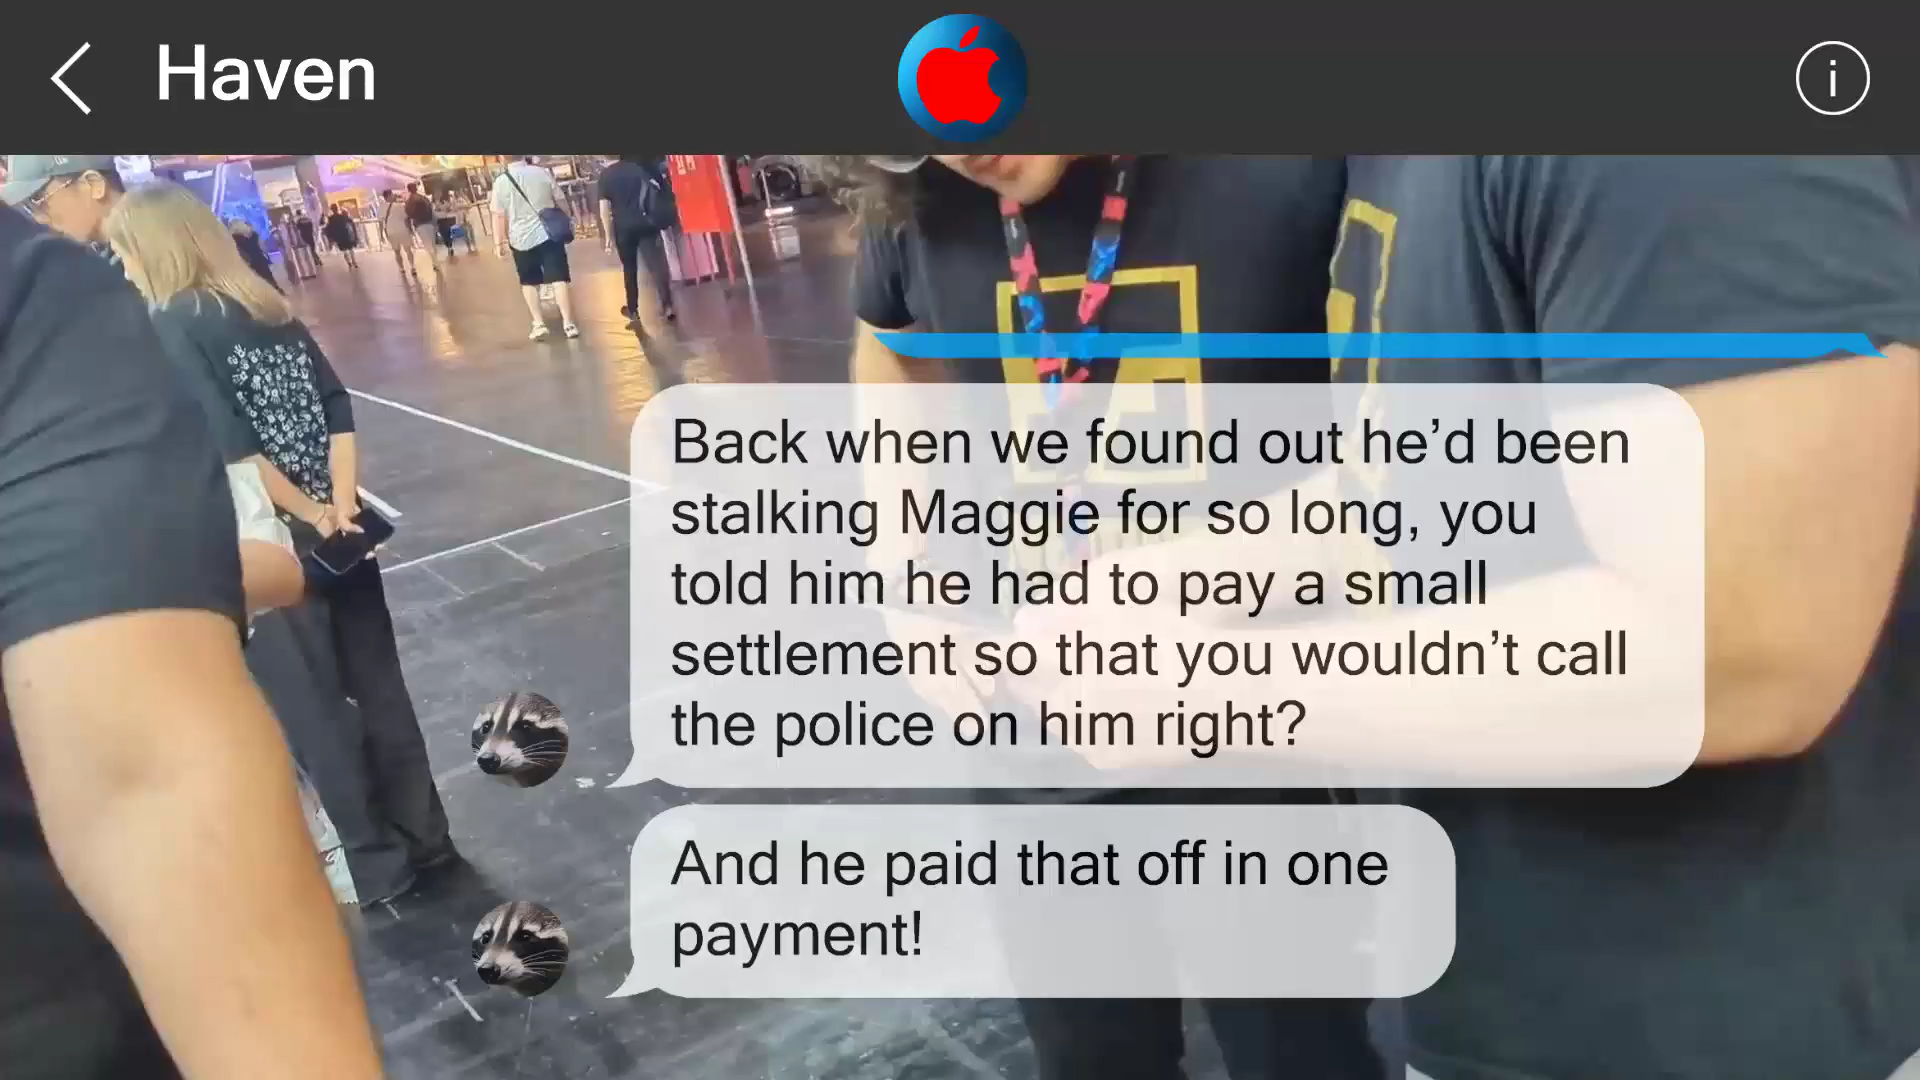 Haven
Back when we found out he’d been
stalking Maggie for so long, you
told him he had to pay a small
settlement so that you wouldn’t call
the police on him right?
And he paid that off in one
payment!